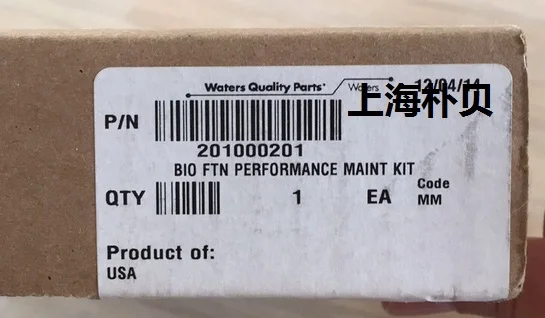 Waters Quality Parts
Waters
12/04/14
上海朴贝
P/N
201000201
BIO FTN PERFORMANCE MAINT KIT
QTY
1
EA
Code
MM
Product of:
USA